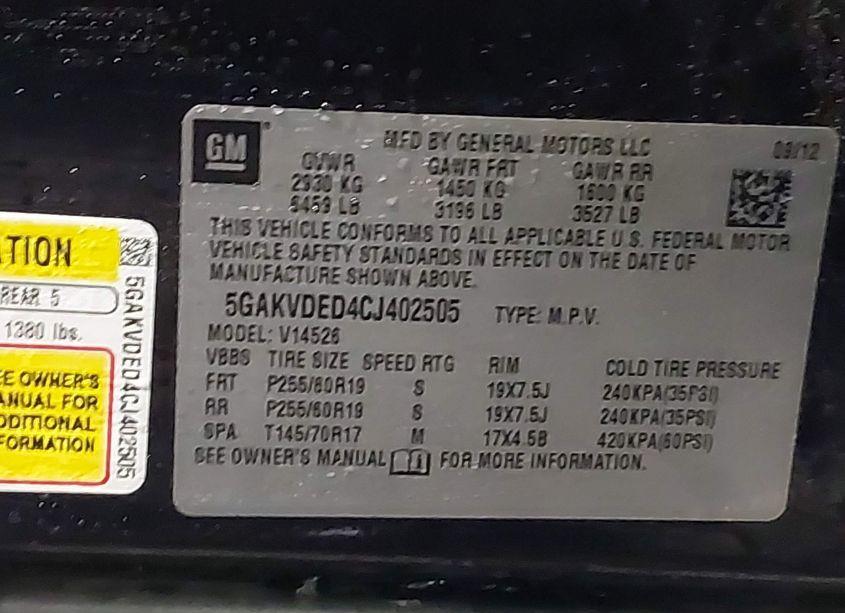 GM
MFD BY GENERAL MOTORS LLC 09/12
GVWR GAWR FRT GAWR RR
2930 KG 1450 KG 1600 KG
6459 LB 3196 LB 3527 LB
THIS VEHICLE CONFORMS TO ALL APPLICABLE U.S. FEDERAL MOTOR
VEHICLE SAFETY STANDARDS IN EFFECT ON THE DATE OF
MANUFACTURE SHOWN ABOVE.
5GAKVDED4CJ402505 TYPE: M.P.V.
MODEL: V14526
VBBS TIRE SIZE SPEED RTG RIM COLD TIRE PRESSURE
FRT P255/60R19 S 19X7.5J 240KPA(35PSI)
RR P255/60R19 S 19X7.5J 240KPA(35PSI)
SPA T145/70R17 M 17X4.5B 420KPA(60PSI)
SEE OWNER'S MANUAL FOR MORE INFORMATION.
ATION
REAR 5
1380 lbs.
EE OWNER'S
ANUAL FOR
DDITIONAL
FORMATION
5GAKVDED4CJ402505